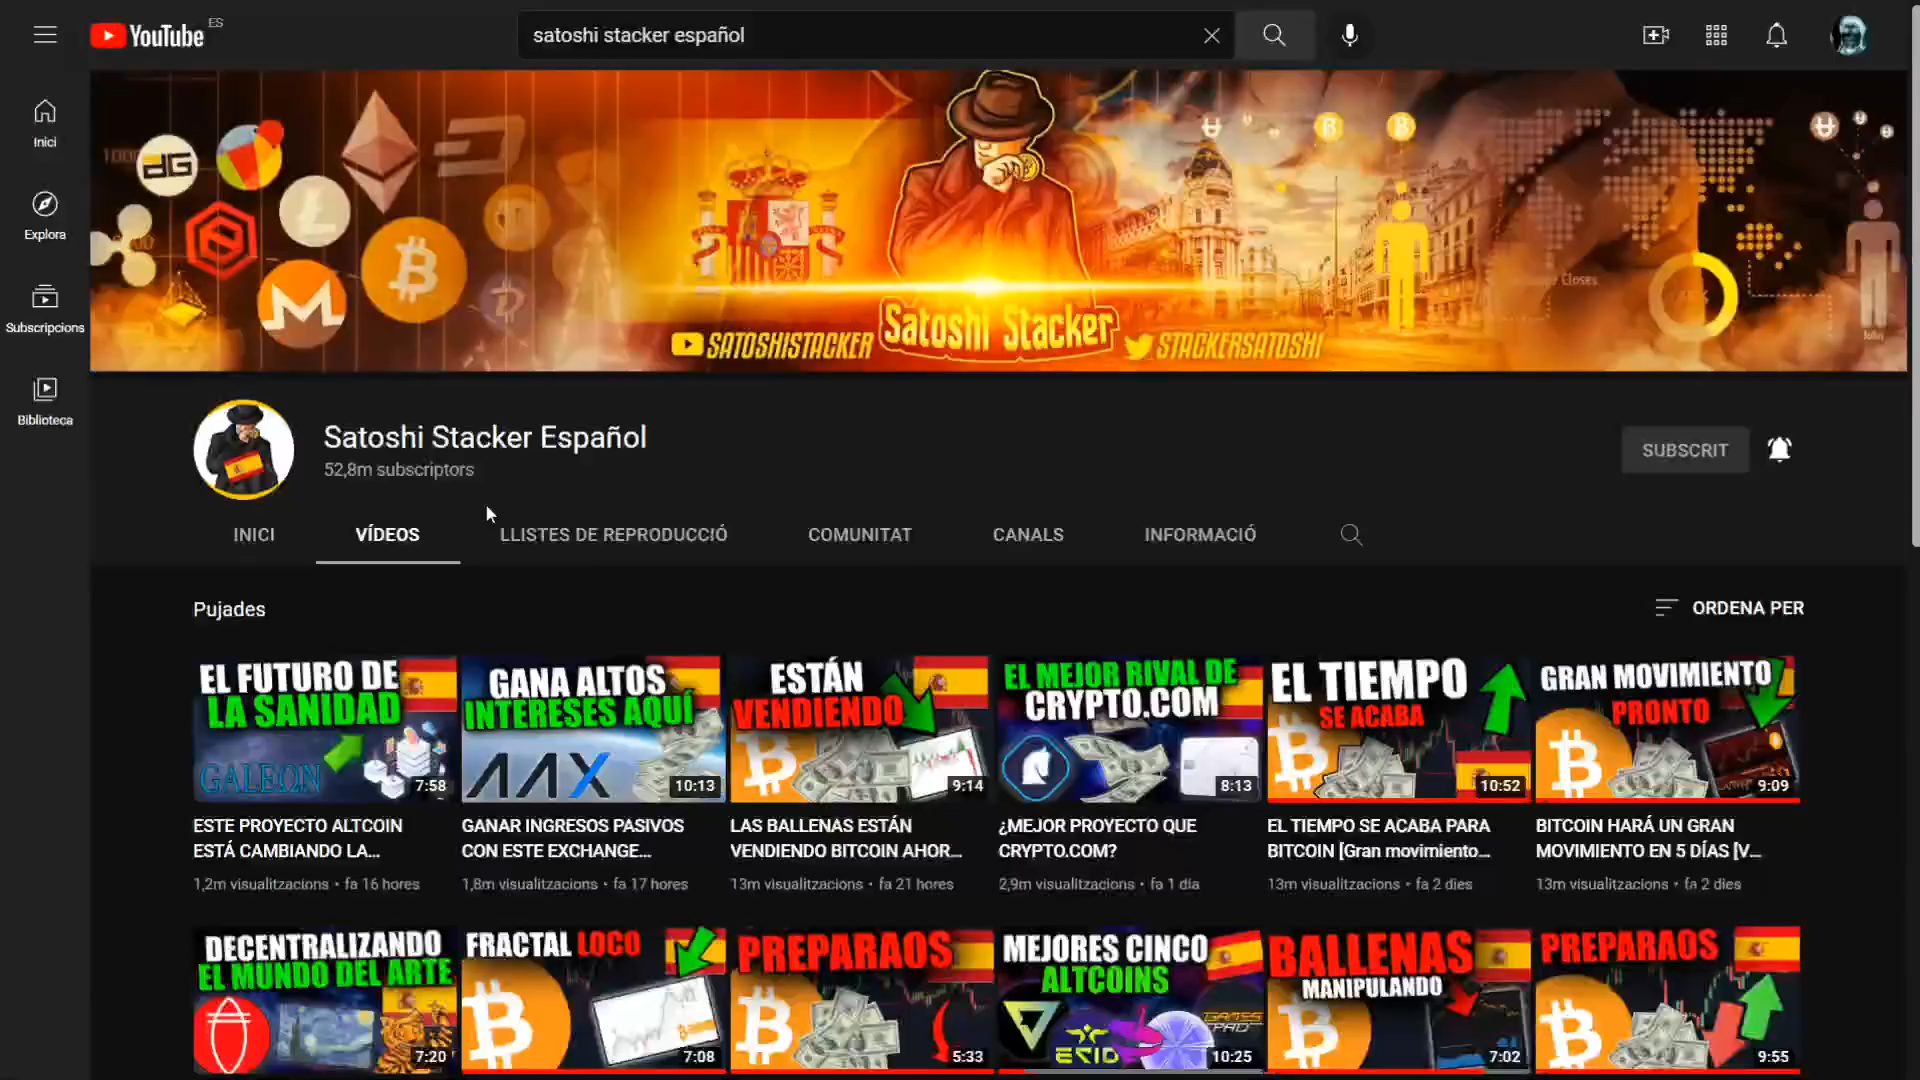 YouTube ES
satoshi stacker español
Inici
Explora
Subscripcions
Biblioteca
SATOSHISTACKER
Satoshi Stacker
STACKERSATOSHI
Satoshi Stacker Español
52,8m subscriptors
SUBSCRIT
INICI
VÍDEOS
LLISTES DE REPRODUCCIÓ
COMUNITAT
CANALS
INFORMACIÓ
Pujades
ORDENA PER
EL FUTURO DE
LA SANIDAD
GALEON
7:58
GANA ALTOS
INTERESES AQUÍ
AAX
10:13
ESTÁN
VENDIENDO
9:14
EL MEJOR RIVAL DE
CRYPTO.COM
8:13
EL TIEMPO
SE ACABA
10:52
GRAN MOVIMIENTO
PRONTO
9:09
ESTE PROYECTO ALTCOIN
ESTÁ CAMBIANDO LA...
1,2m visualitzacions • fa 16 hores
GANAR INGRESOS PASIVOS
CON ESTE EXCHANGE...
1,8m visualitzacions • fa 17 hores
LAS BALLENAS ESTÁN
VENDIENDO BITCOIN AHOR...
13m visualitzacions • fa 21 hores
¿MEJOR PROYECTO QUE
CRYPTO.COM?
2,9m visualitzacions • fa 1 dia
EL TIEMPO SE ACABA PARA
BITCOIN [Gran movimiento...
13m visualitzacions • fa 2 dies
BITCOIN HARÁ UN GRAN
MOVIMIENTO EN 5 DÍAS [V...
13m visualitzacions • fa 2 dies
DECENTRALIZANDO
EL MUNDO DEL ARTE
7:20
FRACTAL LOCO
7:08
PREPARAOS
5:33
MEJORES CINCO
ALTCOINS
10:25
BALLENAS
MANIPULANDO
7:02
PREPARAOS
9:55